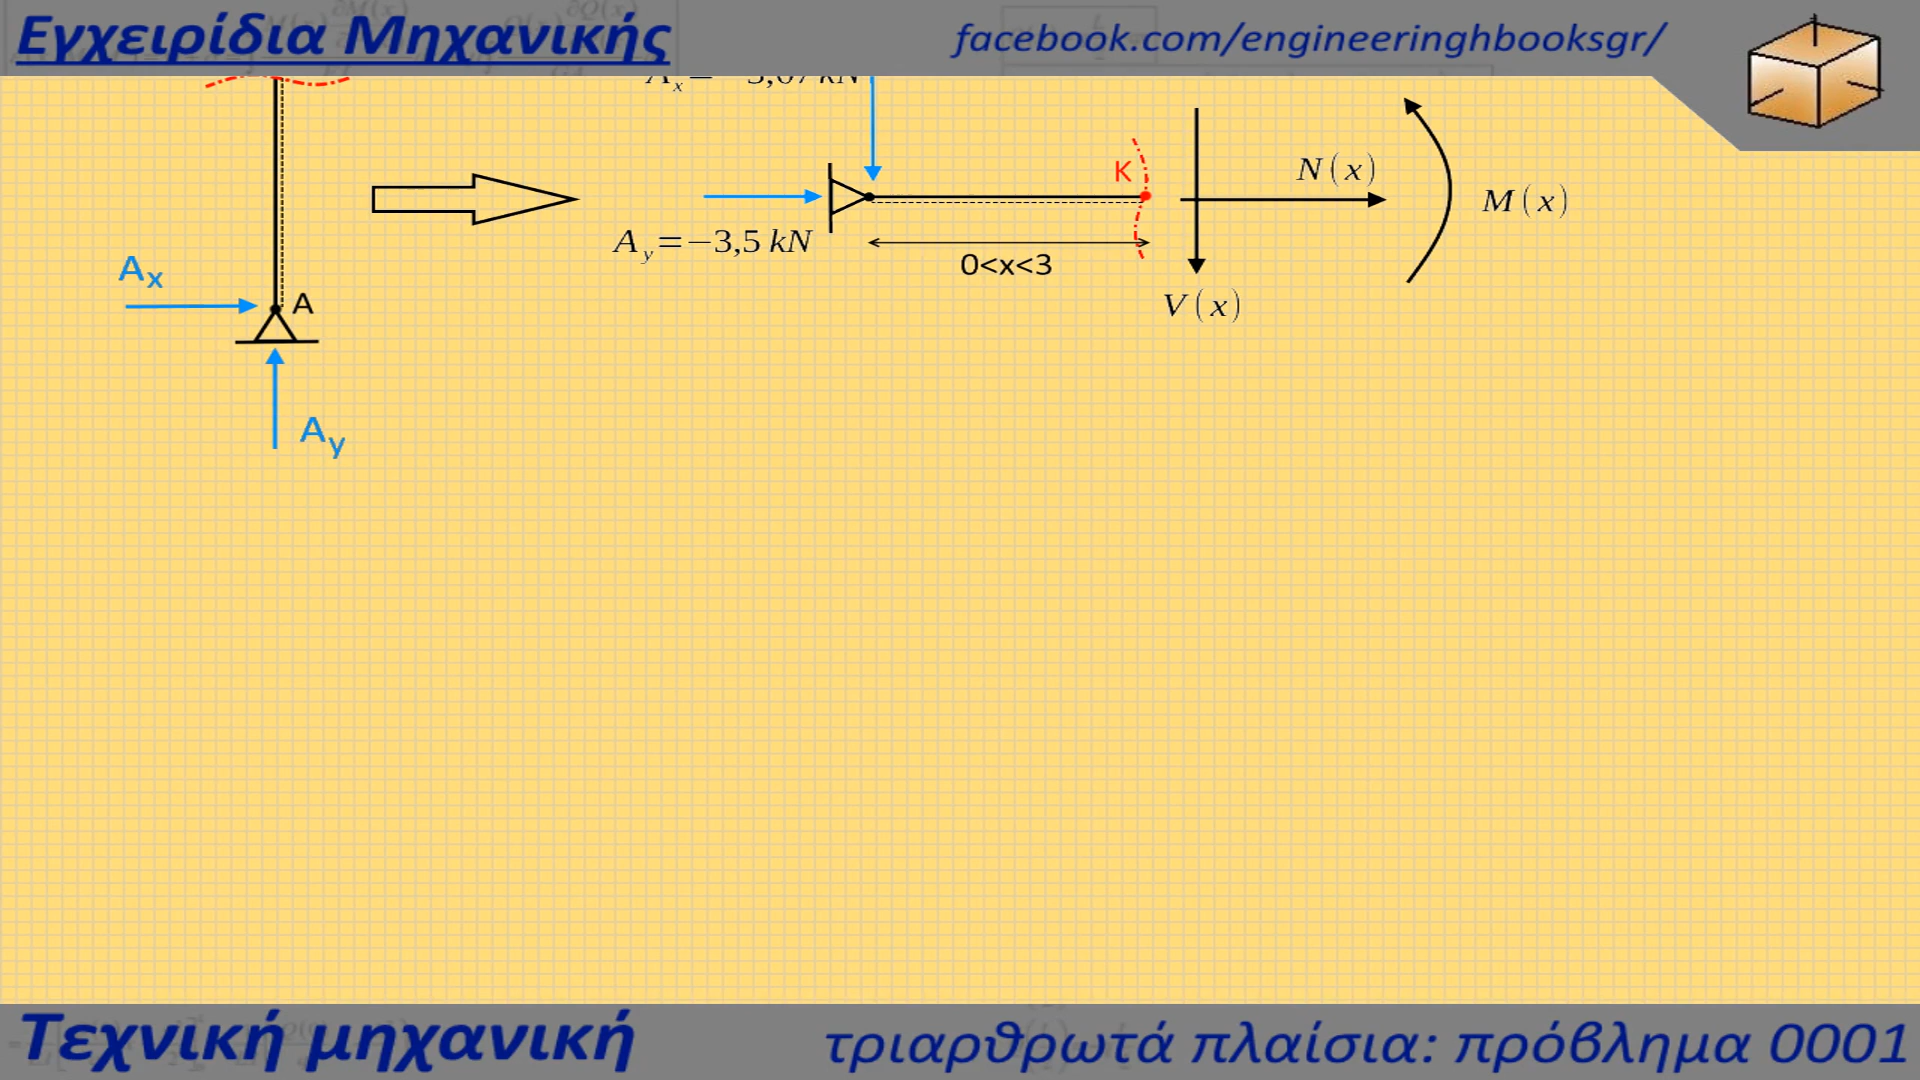 Εγχειρίδια Μηχανικής
facebook.com/engineeringhbooksgr/
K
N(x)
M(x)
A_y=−3,5 kN
0<x<3
V(x)
A_x
A
A_y
Τεχνική μηχανική
τριαρθρωτά πλαίσια: πρόβλημα 0001